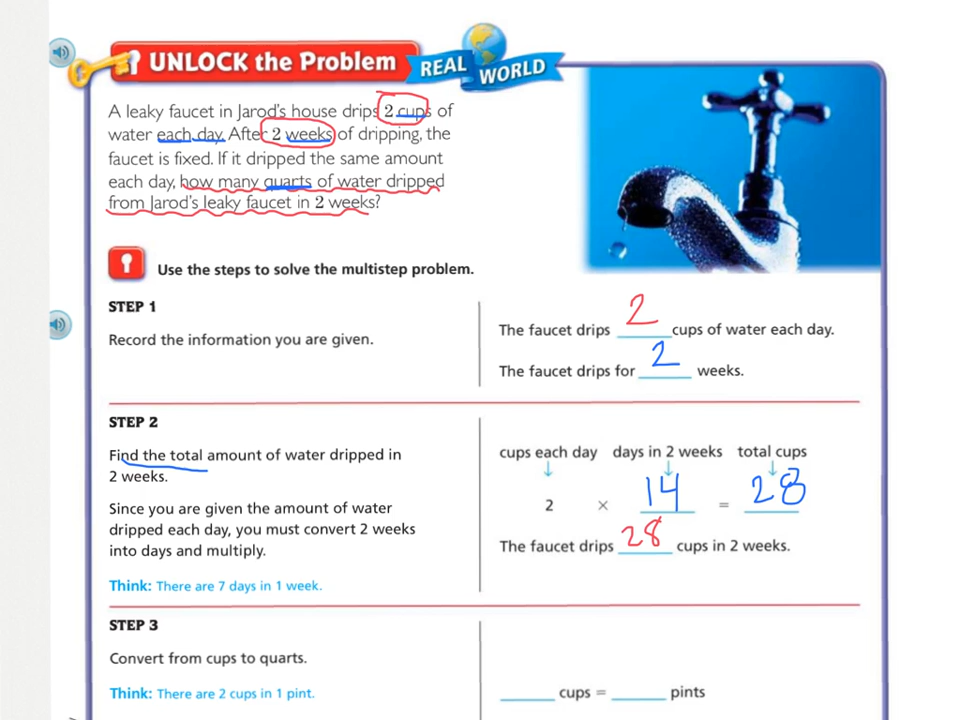 UNLOCK the Problem REAL WORLD
A leaky faucet in Jarod's house drips 2 cups of
water each day. After 2 weeks of dripping, the
faucet is fixed. If it dripped the same amount
each day, how many quarts of water dripped
from Jarod's leaky faucet in 2 weeks?
Use the steps to solve the multistep problem.
STEP 1
Record the information you are given.
The faucet drips 2 cups of water each day.
The faucet drips for 2 weeks.
STEP 2
Find the total amount of water dripped in
2 weeks.
Since you are given the amount of water
dripped each day, you must convert 2 weeks
into days and multiply.
Think: There are 7 days in 1 week.
cups each day days in 2 weeks total cups
2 × 14 = 28
The faucet drips 28 cups in 2 weeks.
STEP 3
Convert from cups to quarts.
Think: There are 2 cups in 1 pint.
______ cups = ______ pints